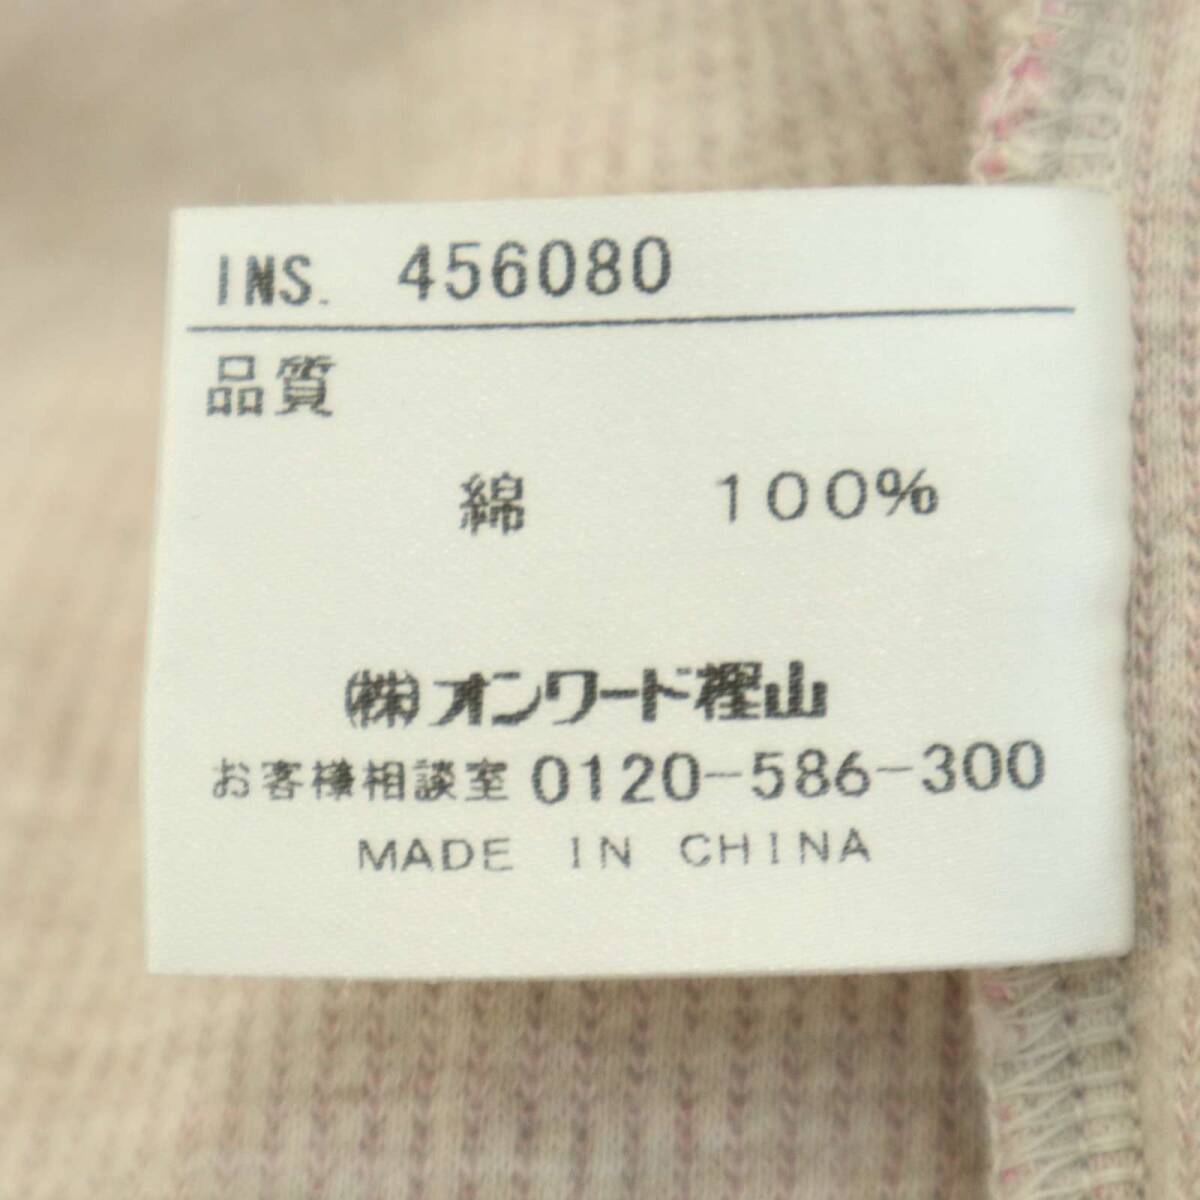 INS. 456080
品質
綿 100%
㈱オンワード樫山
お客様相談室 0120-586-300
MADE IN CHINA